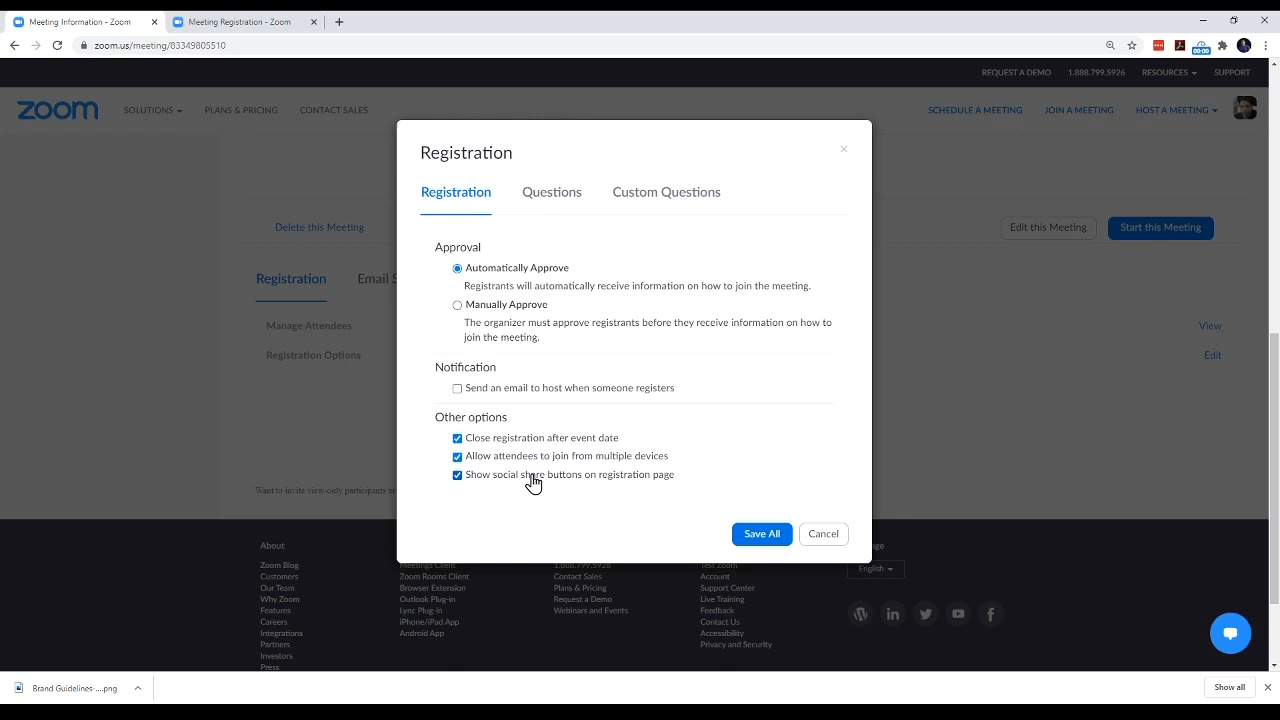 Meeting Information - Zoom
Meeting Registration - Zoom
zoom.us/meeting/83349805510
00:00
REQUEST A DEMO 1.888.799.5926 RESOURCES SUPPORT
zoom SOLUTIONS PLANS & PRICING CONTACT SALES SCHEDULE A MEETING JOIN A MEETING HOST A MEETING
Registration
Registration Questions Custom Questions
Delete this Meeting Edit this Meeting Start this Meeting
Approval
Automatically Approve
Registrants will automatically receive information on how to join the meeting.
Manually Approve
The organizer must approve registrants before they receive information on how to
join the meeting.
Registration Email S
Manage Attendees View
Registration Options Edit
Notification
Send an email to host when someone registers
Other options
Close registration after event date
Allow attendees to join from multiple devices
Show social share buttons on registration page
Save All Cancel
Want to invite view-only participants or
About
Zoom Blog
Customers
Our Team
Why Zoom
Features
Careers
Integrations
Partners
Investors
Press
Meetings Client
Zoom Rooms Client
Browser Extension
Outlook Plug-in
Lync Plug-in
iPhone/iPad App
Android App
1.888.799.5926
Contact Sales
Plans & Pricing
Request a Demo
Webinars and Events
Test Zoom
Account
Support Center
Live Training
Feedback
Contact Us
Accessibility
Privacy and Security
age
English
Brand Guidelines-....png
Show all